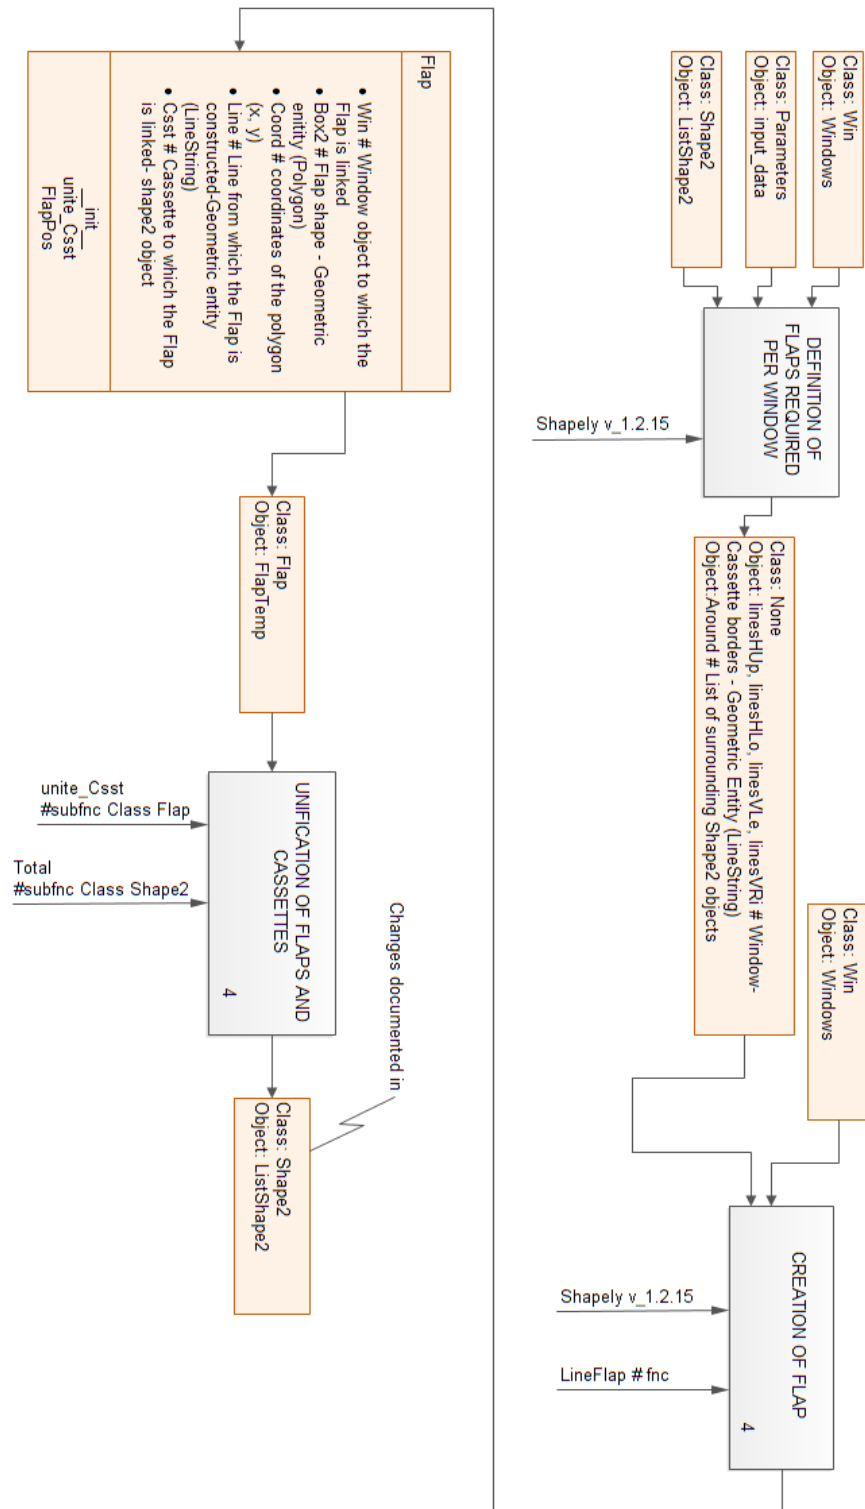 Class: Win
Object: Windows
Class: Parameters
Object: input_data
Class: Shape2
Object: ListShape2
DEFINITION OF
FLAPS REQUIRED
PER WINDOW
Shapely v_1.2.15
Class: None
Object: linesHUp, linesHLo, linesVLe, linesVRi # Window-
Cassette borders - Geometric Entity (LineString)
Object:Around # List of surrounding Shape2 objects
Class: Win
Object: Windows
CREATION OF FLAP
4
Shapely v_1.2.15
LineFlap # fnc
Flap
• Win # Window object to which the
Flap is linked
• Box2 # Flap shape - Geometric
enitity (Polygon)
• Coord # coordinates of the polygon
(x, y)
• Line # Line from which the Flap is
constructed-Geometric entity
(LineString)
• Csst # Cassette to which the Flap
is linked- shape2 object
__init__
unite_Csst
FlapPos
Class: Flap
Object: FlapTemp
UNIFICATION OF FLAPS AND
CASSETTES
4
unite_Csst
#subfnc Class Flap
Total
#subfnc Class Shape2
Changes documented in
Class: Shape2
Object: ListShape2